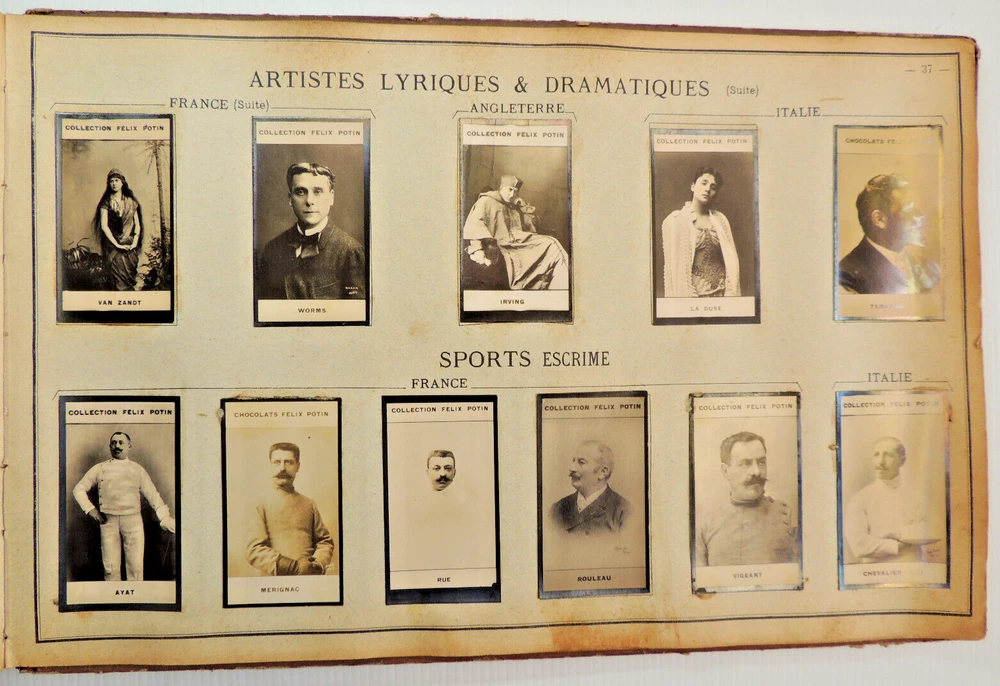 — 37 —
ARTISTES LYRIQUES & DRAMATIQUES (Suite)
FRANCE (Suite)
ANGLETERRE
ITALIE
COLLECTION FELIX POTIN
VAN ZANDT
COLLECTION FELIX POTIN
WORMS
COLLECTION FELIX POTIN
IRVING
COLLECTION FELIX POTIN
LA DUSE
CHOCOLATS
SPORTS ESCRIME
FRANCE
ITALIE
COLLECTION FELIX POTIN
AYAT
CHOCOLATS FELIX POTIN
MERIGNAC
COLLECTION FELIX POTIN
RUE
COLLECTION FELIX POTIN
ROULEAU
COLLECTION FELIX POTIN
VIGEANT
COLLECTION FELIX POTIN
CHEVALIER